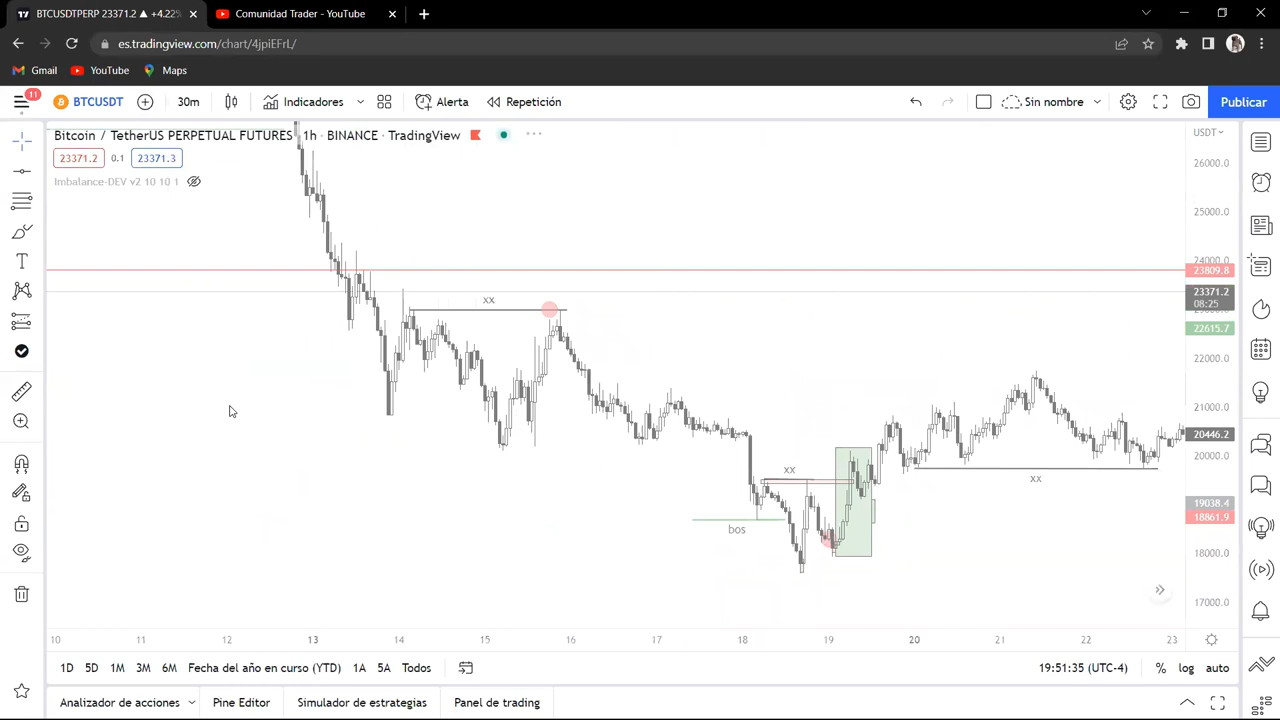 BTCUSDTPERP 23371.2 ▲ +4.22%
Comunidad Trader - YouTube
es.tradingview.com/chart/4jpiEFrL/
Gmail YouTube Maps
11
BTCUSDT 30m Indicadores Alerta Repetición Sin nombre Publicar
Bitcoin / TetherUS PERPETUAL FUTURES · 1h · BINANCE · TradingView
USDT
23371.2 0.1 23371.3
Imbalance-DEV v2 10 10 1
26000.0
25000.0
24000.0
23809.8
23371.2
08:25
23000.0
22615.7
22000.0
21000.0
20446.2
20000.0
19038.4
18861.9
18000.0
17000.0
xx
xx
xx
bos
10 11 12 13 14 15 16 17 18 19 20 21 22 23
1D 5D 1M 3M 6M Fecha del año en curso (YTD) 1A 5A Todos 19:51:35 (UTC-4) % log auto
Analizador de acciones Pine Editor Simulador de estrategias Panel de trading